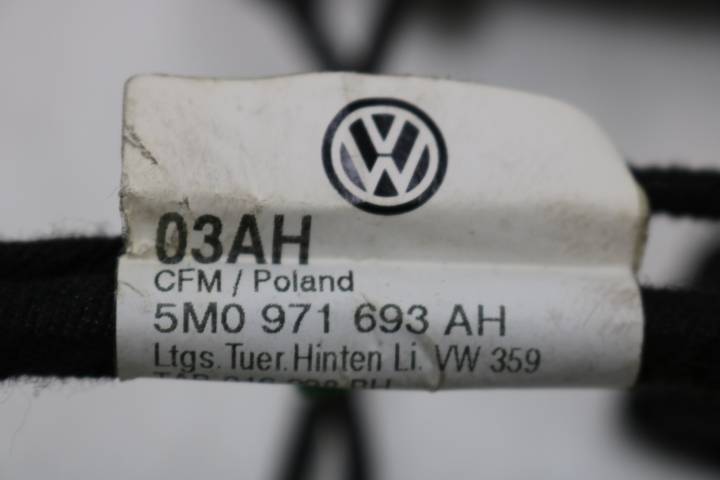 03AH
CFM / Poland
5M0 971 693 AH
Ltgs. Tuer. Hinten Li. VW 359